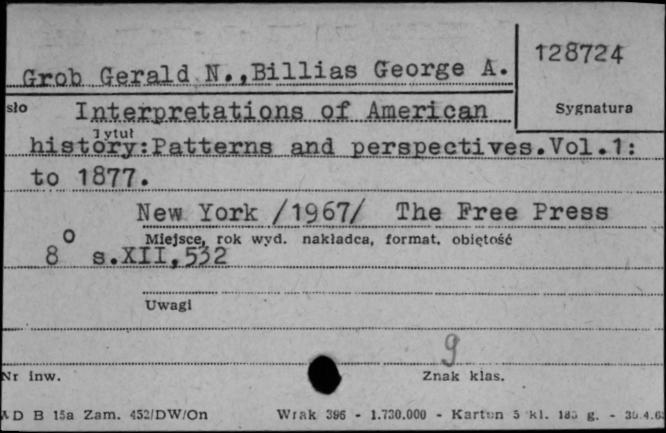 128724
Grob Gerald N.,Billias George A.
Sygnatura
sło Interpretations of American
Tytuł
history:Patterns and perspectives.Vol.1:
to 1877.
New York /1967/ The Free Press
Miejsce, rok wyd. nakładca, format, objętość
8° s.XII,532
Uwagi
9
Nr inw. Znak klas.
D B 15a Zam. 452/DW/On Wrak 396 - 1.730.000 - Karton 5 kl. g. -